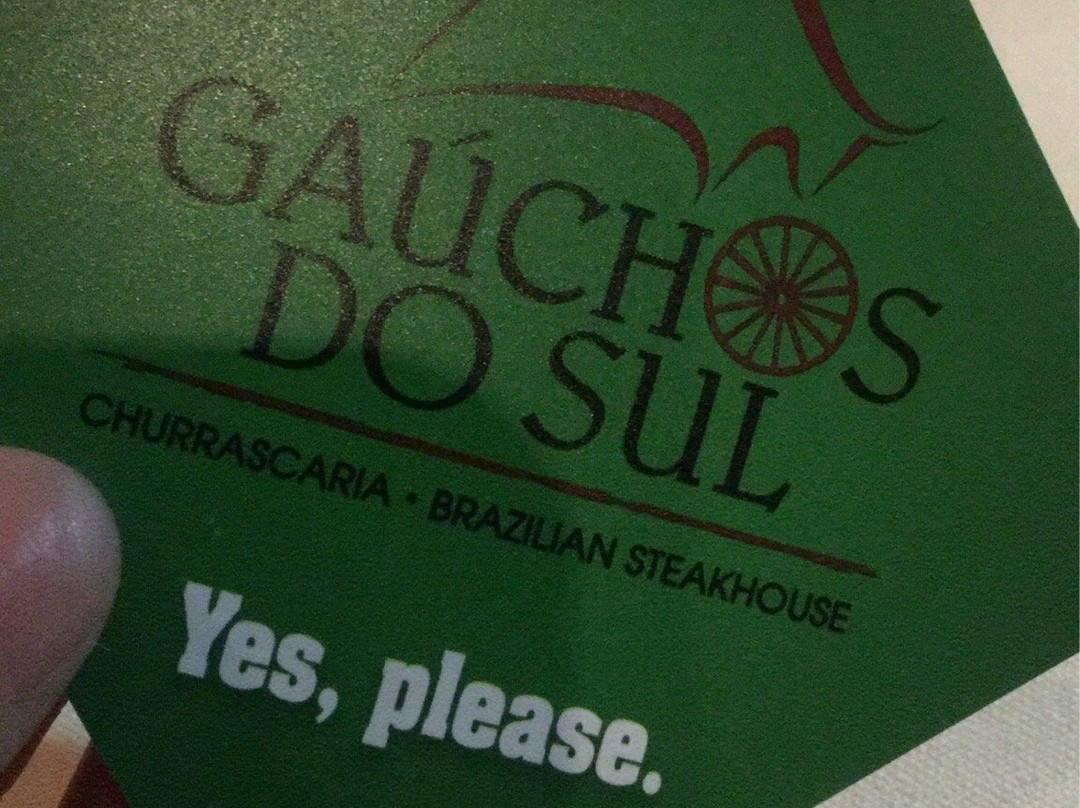 GAÚCHOS
DO SUL
CHURRASCARIA · BRAZILIAN STEAKHOUSE
Yes, please.